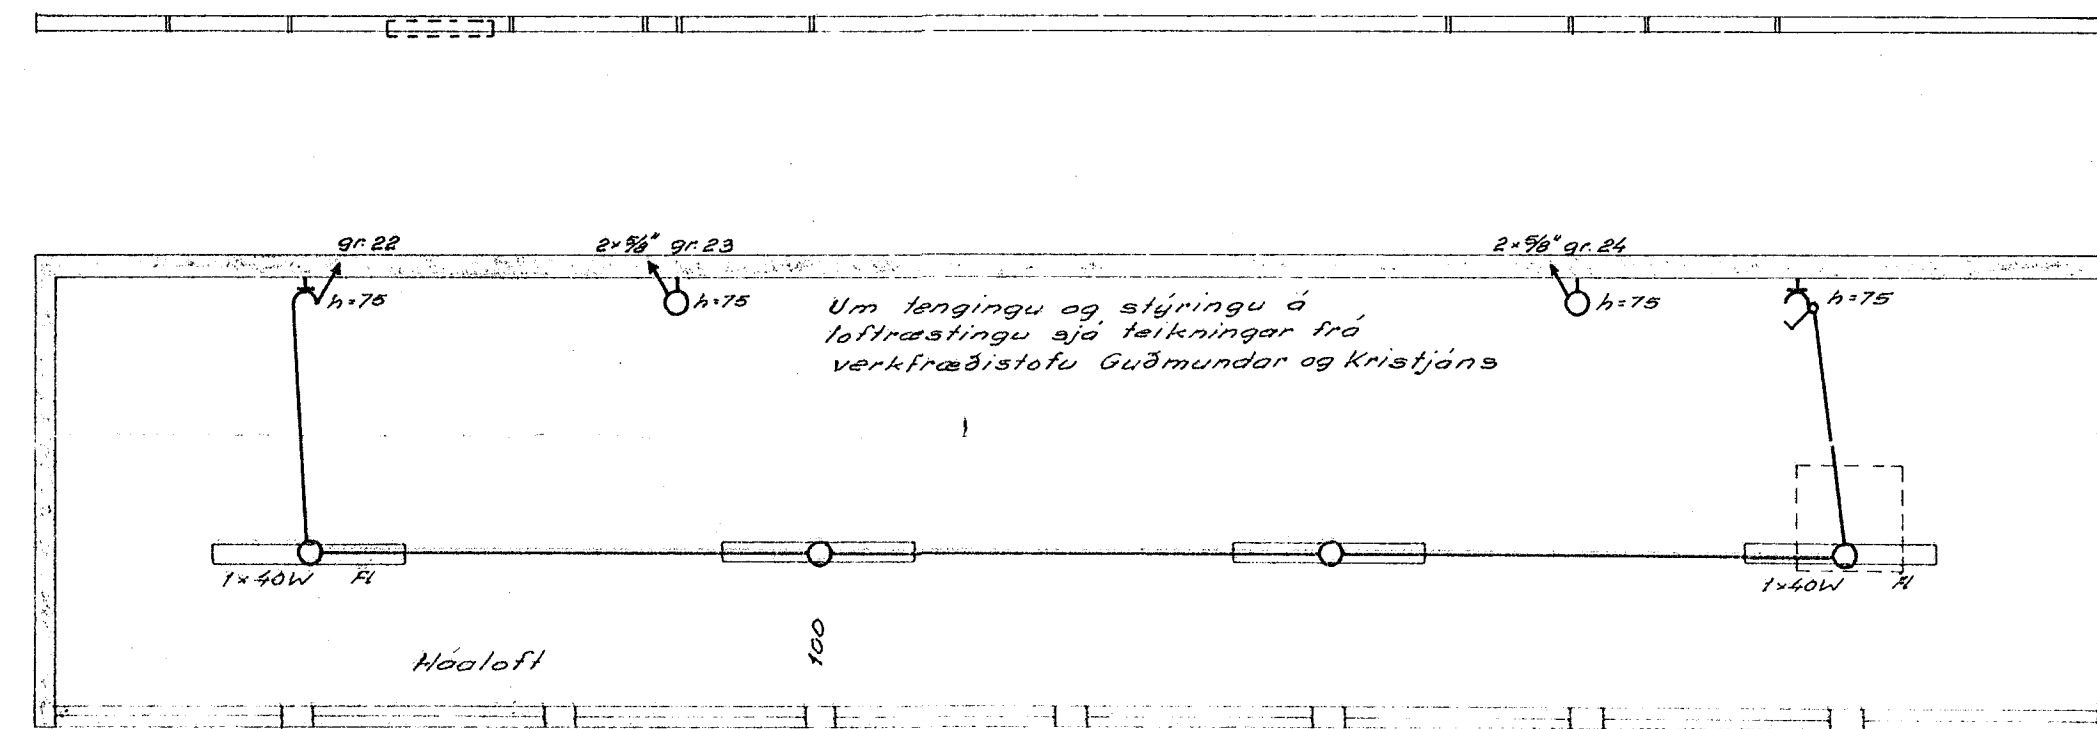 gr. 22
2×5/8" gr. 23
2×5/8" gr. 24
h=75
h=75
h=75
h=75
Um tengingu og stýringu á
loftræstingu sjá teikningar frá
verkfræðistofu Guðmundar og Kristjáns
1×40W Fl
1×40W Fl
100
Háaloft